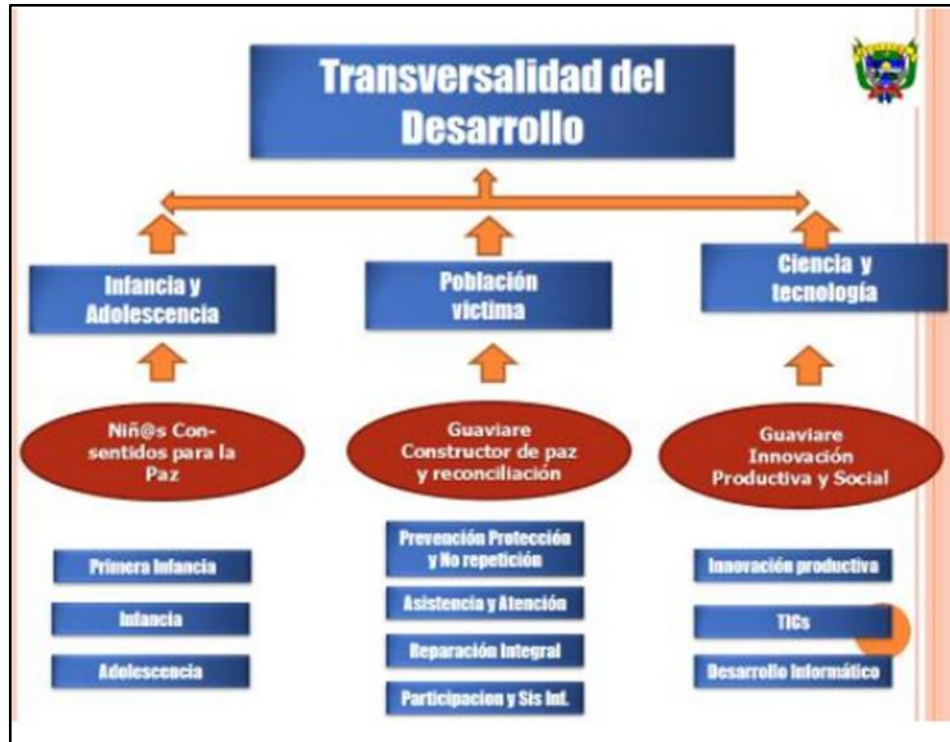 Transversalidad del
Desarrollo
Infancia y
Adolescencia
Niñ@s Con-
sentidos para la
Paz
Primera Infancia
Infancia
Adolescencia
Población
victima
Guaviare
Constructor de paz
y reconciliación
Prevención Protección
y No repetición
Asistencia y Atención
Reparación Integral
Participacion y Sis Inf.
Ciencia y
tecnología
Guaviare
Innovación
Productiva y Social
Innovación productiva
TICs
Desarrollo Informático